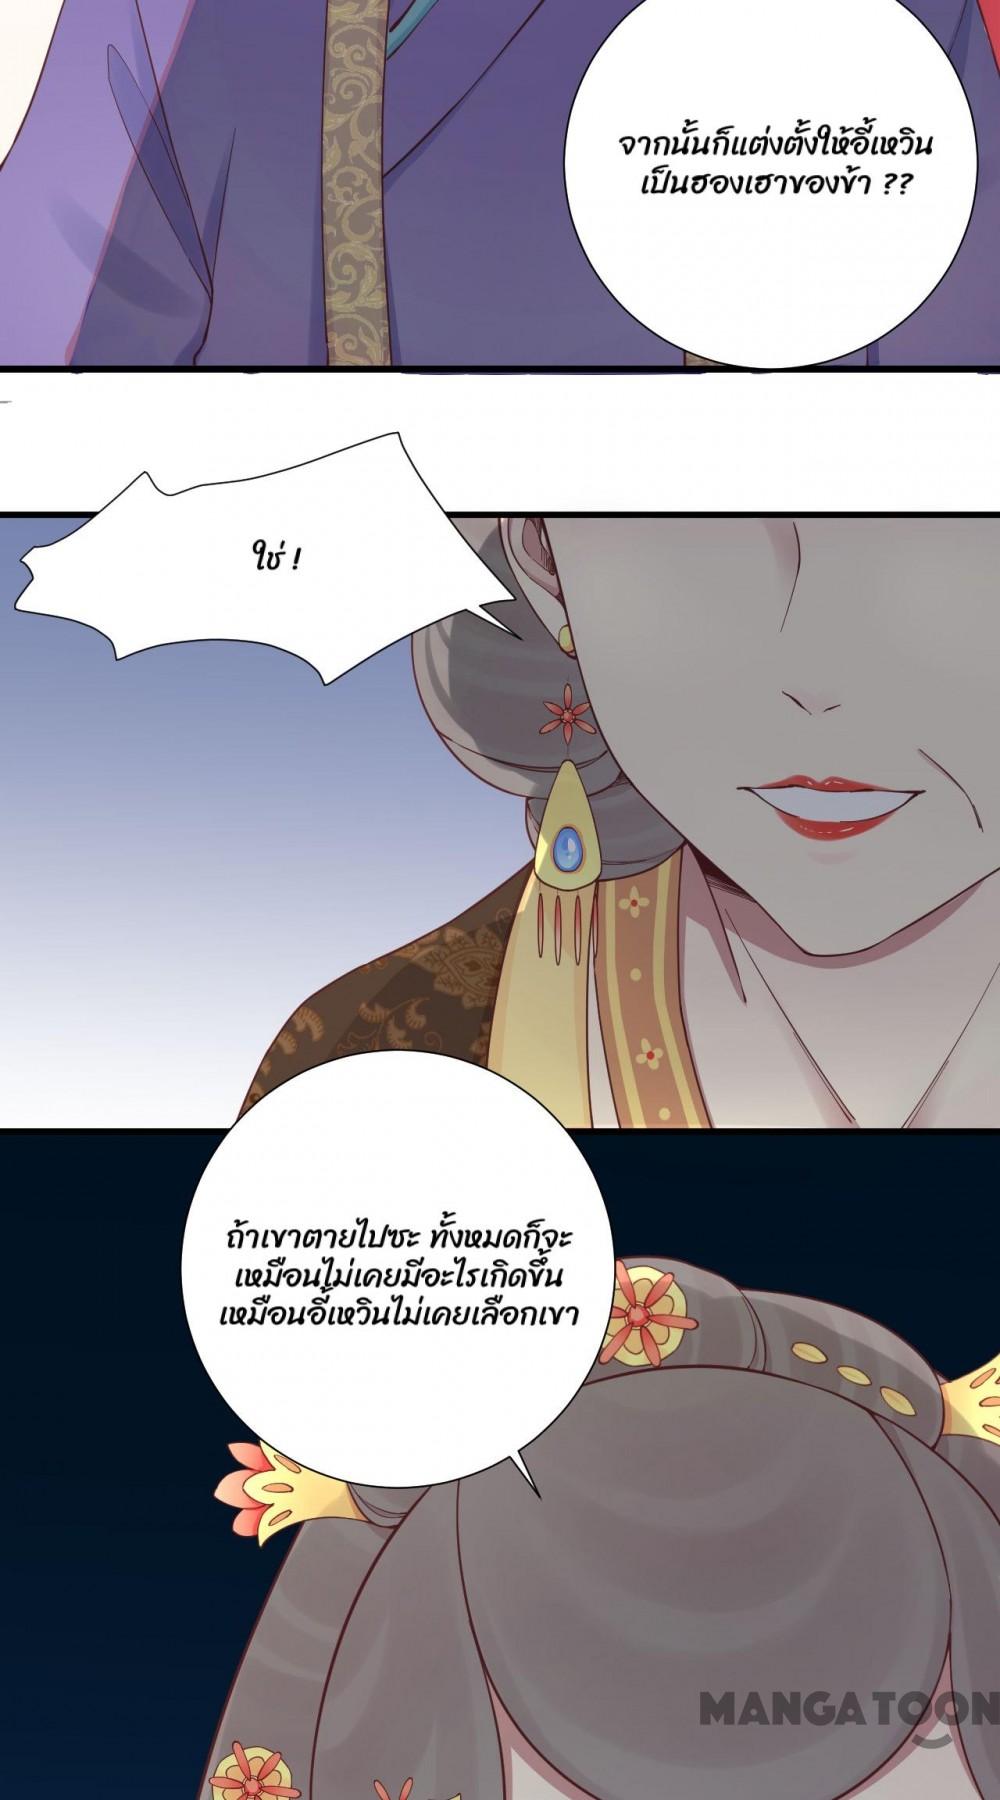 จากนั้นก็แต่งตั้งให้อี้เหวิน
เป็นฮองเฮาของข้า ??
ใช่ !
ถ้าเขาตายไปซะ ทั้งหมดก็จะ
เหมือนไม่เคยมีอะไรเกิดขึ้น
เหมือนอี้เหวินไม่เคยเลือกเขา
MANGATOON